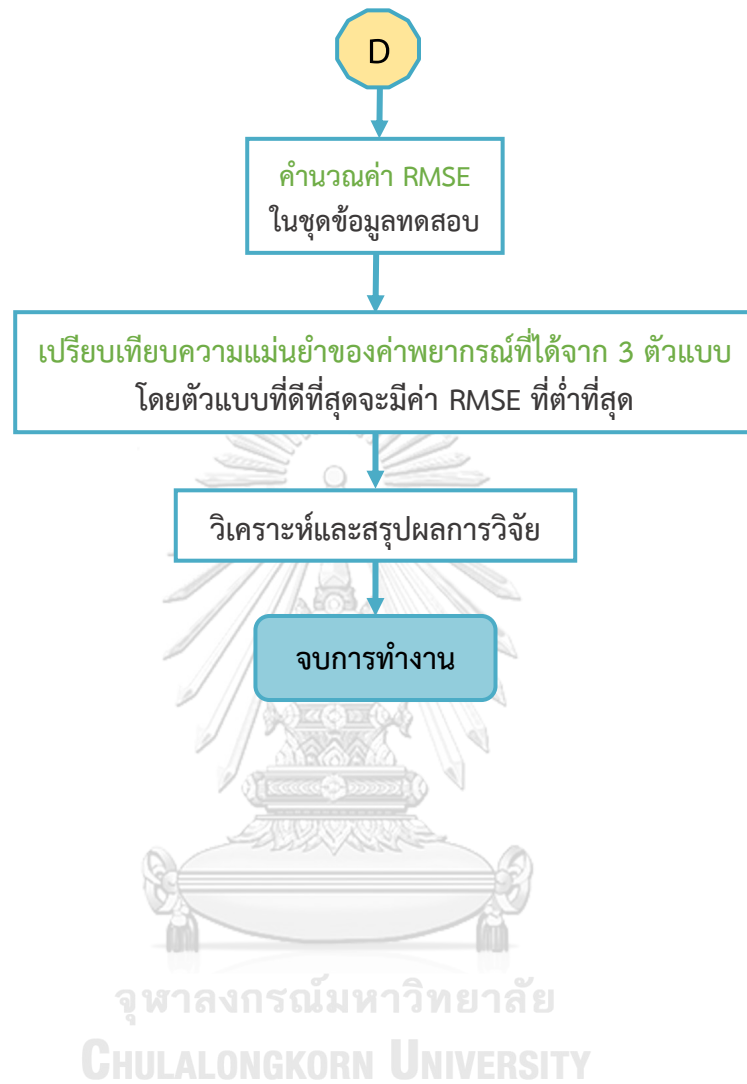 D
คำนวณค่า RMSE
ในชุดข้อมูลทดสอบ
เปรียบเทียบความแม่นยำของค่าพยากรณ์ที่ได้จาก 3 ตัวแบบ
โดยตัวแบบที่ดีที่สุดจะมีค่า RMSE ที่ต่ำที่สุด
วิเคราะห์และสรุปผลการวิจัย
จบการทำงาน
จุฬาลงกรณ์มหาวิทยาลัย
CHULALONGKORN UNIVERSITY